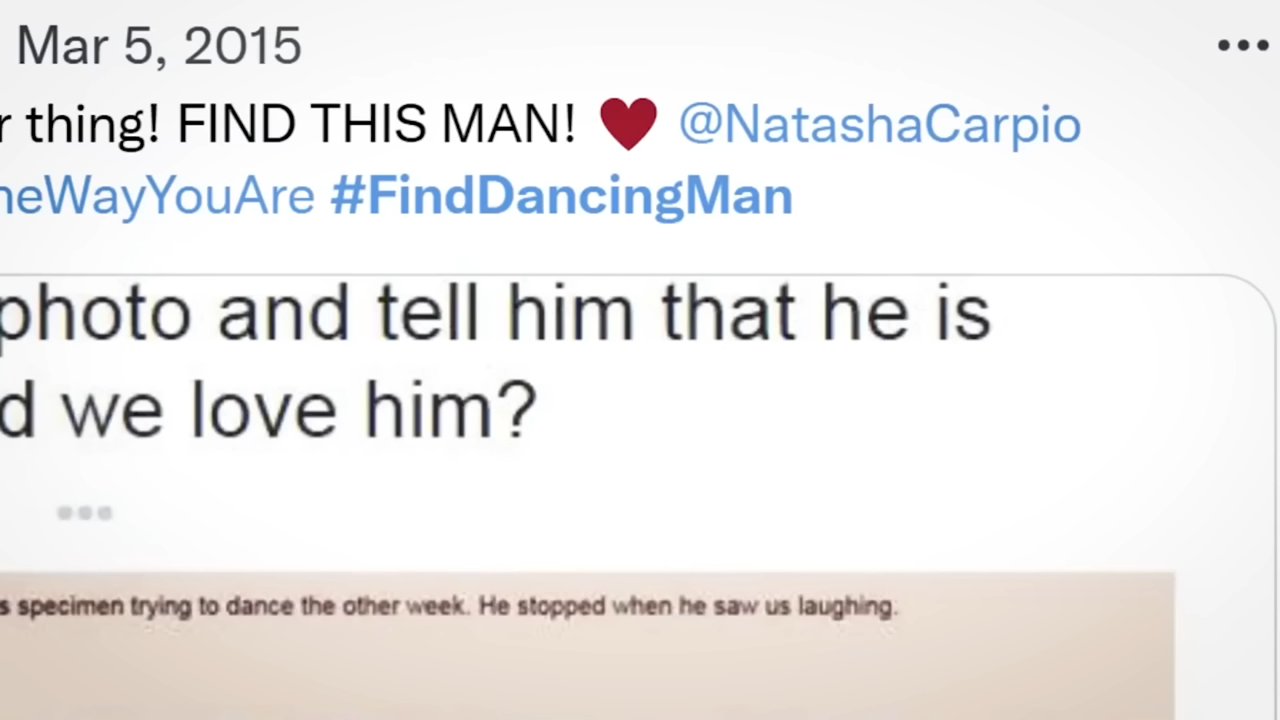 Mar 5, 2015
r thing! FIND THIS MAN! ❤ @NatashaCarpio
neWayYouAre #FindDancingMan
photo and tell him that he is
d we love him?
s specimen trying to dance the other week. He stopped when he saw us laughing.